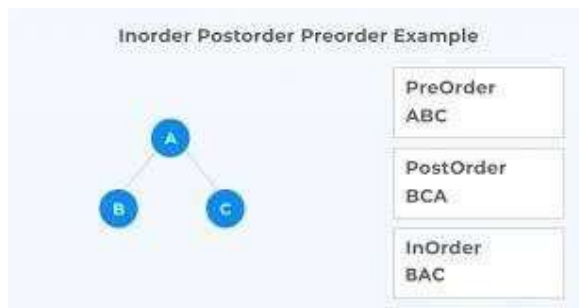 Inorder Postorder Preorder Example
A
B
C
PreOrder
ABC
PostOrder
BCA
InOrder
BAC